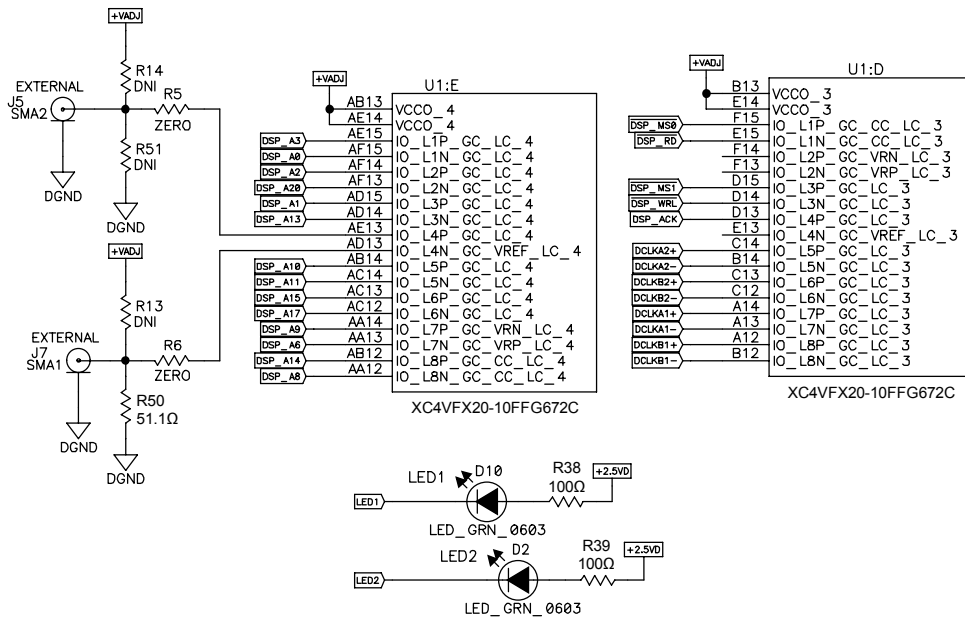 +VADJ
R14
DNI
EXTERNAL
J5
SMA2
R5
ZERO
R51
DNI
DGND
DGND
+VADJ
R13
DNI
EXTERNAL
J7
SMA1
R6
ZERO
R50
51.1Ω
DGND
DGND
U1:E
+VADJ
AB13 VCCO_4
AE14 VCCO_4
DSP_A3 AE15 IO_L1P_GC_LC_4
DSP_A0 AF15 IO_L1N_GC_LC_4
DSP_A2 AF14 IO_L2P_GC_LC_4
DSP_A20 AF13 IO_L2N_GC_LC_4
DSP_A1 AD15 IO_L3P_GC_LC_4
DSP_A13 AD14 IO_L3N_GC_LC_4
AE13 IO_L4P_GC_LC_4
AD13 IO_L4N_GC_VREF_LC_4
DSP_A10 AB14 IO_L5P_GC_LC_4
DSP_A11 AC14 IO_L5N_GC_LC_4
DSP_A15 AC13 IO_L6P_GC_LC_4
DSP_A17 AC12 IO_L6N_GC_LC_4
DSP_A9 AA14 IO_L7P_GC_VRN_LC_4
DSP_A6 AA13 IO_L7N_GC_VRP_LC_4
DSP_A14 AB12 IO_L8P_GC_CC_LC_4
DSP_A8 AA12 IO_L8N_GC_CC_LC_4
XC4VFX20-10FFG672C
U1:D
+VADJ
B13 VCCO_3
E14 VCCO_3
DSP_MS0 F15 IO_L1P_GC_CC_LC_3
DSP_RD E15 IO_L1N_GC_CC_LC_3
F14 IO_L2P_GC_VRN_LC_3
F13 IO_L2N_GC_VRP_LC_3
DSP_MS1 D15 IO_L3P_GC_LC_3
DSP_WRL D14 IO_L3N_GC_LC_3
DSP_ACK D13 IO_L4P_GC_LC_3
E13 IO_L4N_GC_VREF_LC_3
DCLKA2+ C14 IO_L5P_GC_LC_3
DCLKA2- B14 IO_L5N_GC_LC_3
DCLKB2+ C13 IO_L6P_GC_LC_3
DCLKB2- C12 IO_L6N_GC_LC_3
DCLKA1+ A14 IO_L7P_GC_LC_3
DCLKA1- A13 IO_L7N_GC_LC_3
DCLKB1+ A12 IO_L8P_GC_LC_3
DCLKB1- B12 IO_L8N_GC_LC_3
XC4VFX20-10FFG672C
LED1
LED1
D10
LED_GRN_0603
R38
100Ω
+2.5VD
LED2
LED2
D2
LED_GRN_0603
R39
100Ω
+2.5VD